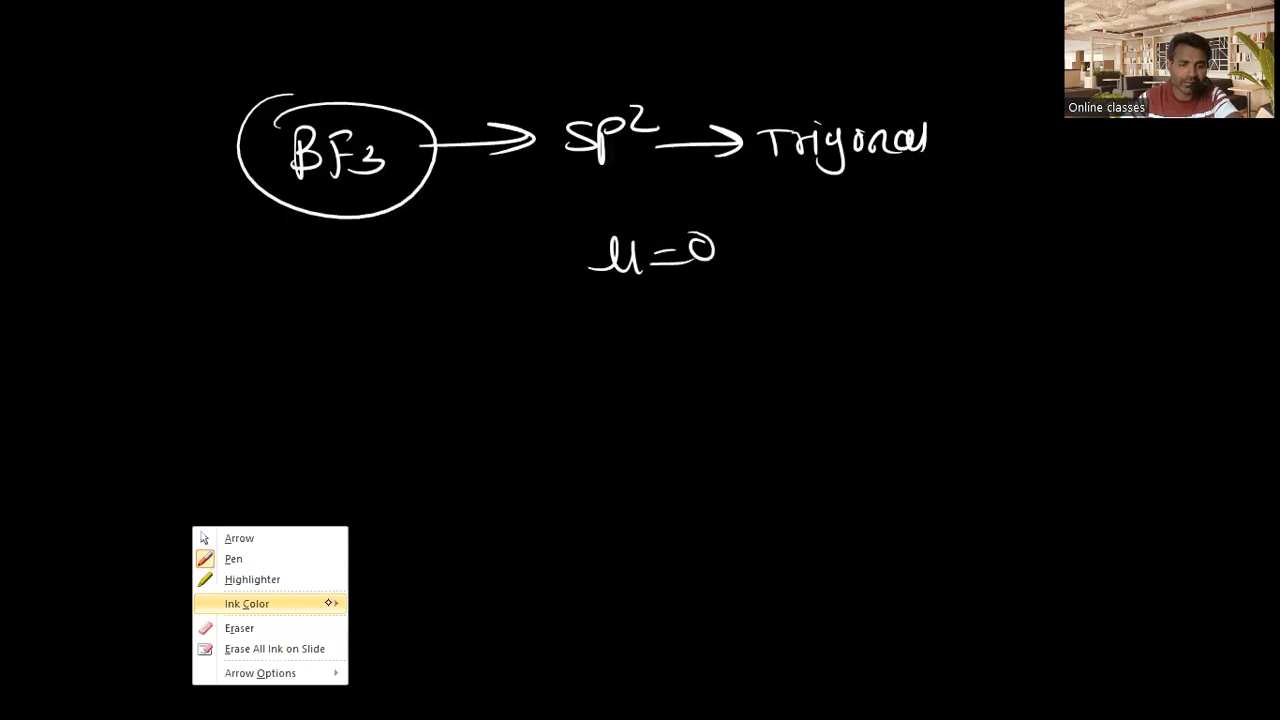 Online classes
BF3 → SP2 → Trigonal
μ=0
Arrow
Pen
Highlighter
Ink Color
Eraser
Erase All Ink on Slide
Arrow Options